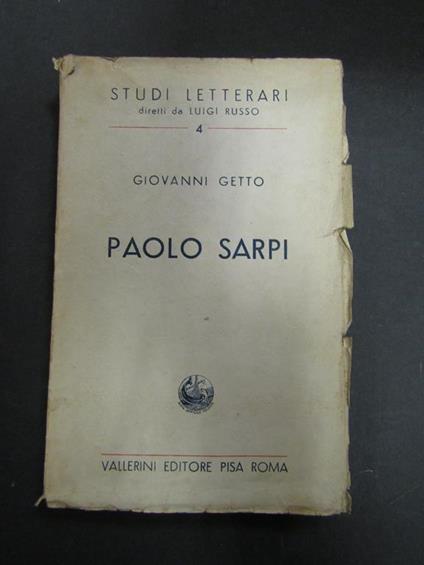 STUDI LETTERARI
diretti da LUIGI RUSSO
4
GIOVANNI GETTO
PAOLO SARPI
VALLERINI EDITORE PISA ROMA